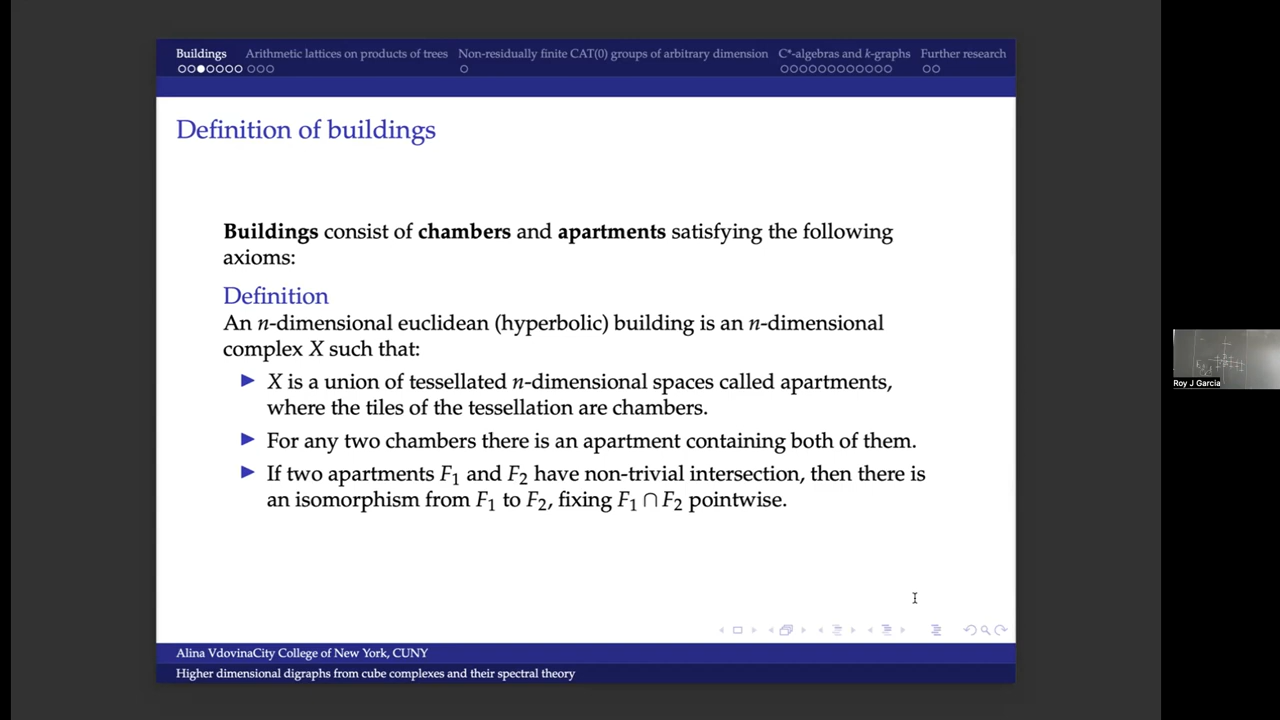 Buildings Arithmetic lattices on products of trees Non-residually finite CAT(0) groups of arbitrary dimension C*-algebras and k-graphs Further research
Definition of buildings
Buildings consist of chambers and apartments satisfying the following
axioms:
Definition
An n-dimensional euclidean (hyperbolic) building is an n-dimensional
complex X such that:
X is a union of tessellated n-dimensional spaces called apartments,
where the tiles of the tessellation are chambers.
For any two chambers there is an apartment containing both of them.
If two apartments F₁ and F₂ have non-trivial intersection, then there is
an isomorphism from F₁ to F₂, fixing F₁ ∩ F₂ pointwise.
Roy J Garcia
Alina VdovinaCity College of New York, CUNY
Higher dimensional digraphs from cube complexes and their spectral theory